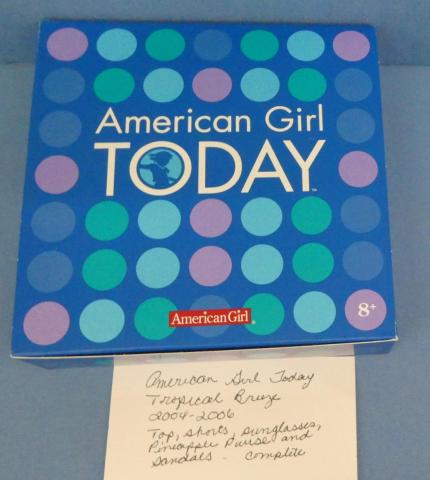 American Girl
TODAY™
American Girl®
8+
American Girl Today
Tropical Breeze
2004-2006
Top, shorts, sunglasses,
Pineapple Purse and
Sandals - complete